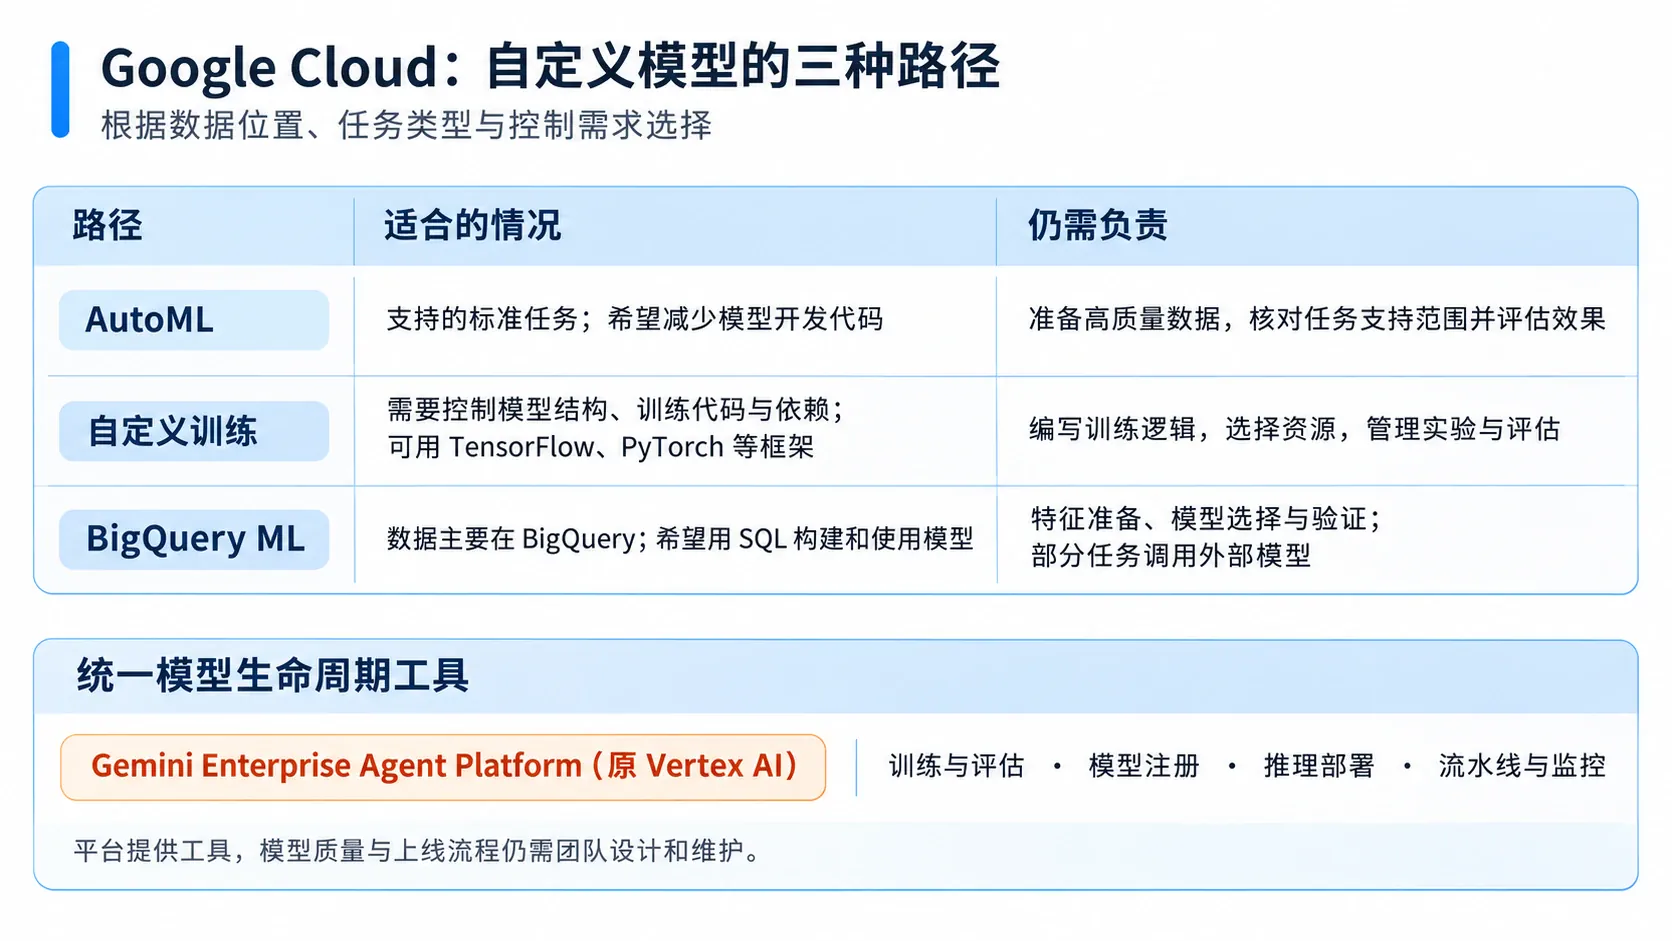 Google Cloud：自定义模型的三种路径
根据数据位置、任务类型与控制需求选择
路径
适合的情况
仍需负责
AutoML
支持的标准任务；希望减少模型开发代码
准备高质量数据，核对任务支持范围并评估效果
自定义训练
需要控制模型结构、训练代码与依赖；
可用 TensorFlow、PyTorch 等框架
编写训练逻辑，选择资源，管理实验与评估
BigQuery ML
数据主要在 BigQuery；希望用 SQL 构建和使用模型
特征准备、模型选择与验证；
部分任务调用外部模型
统一模型生命周期工具
Gemini Enterprise Agent Platform（原 Vertex AI）
训练与评估 • 模型注册 • 推理部署 • 流水线与监控
平台提供工具，模型质量与上线流程仍需团队设计和维护。